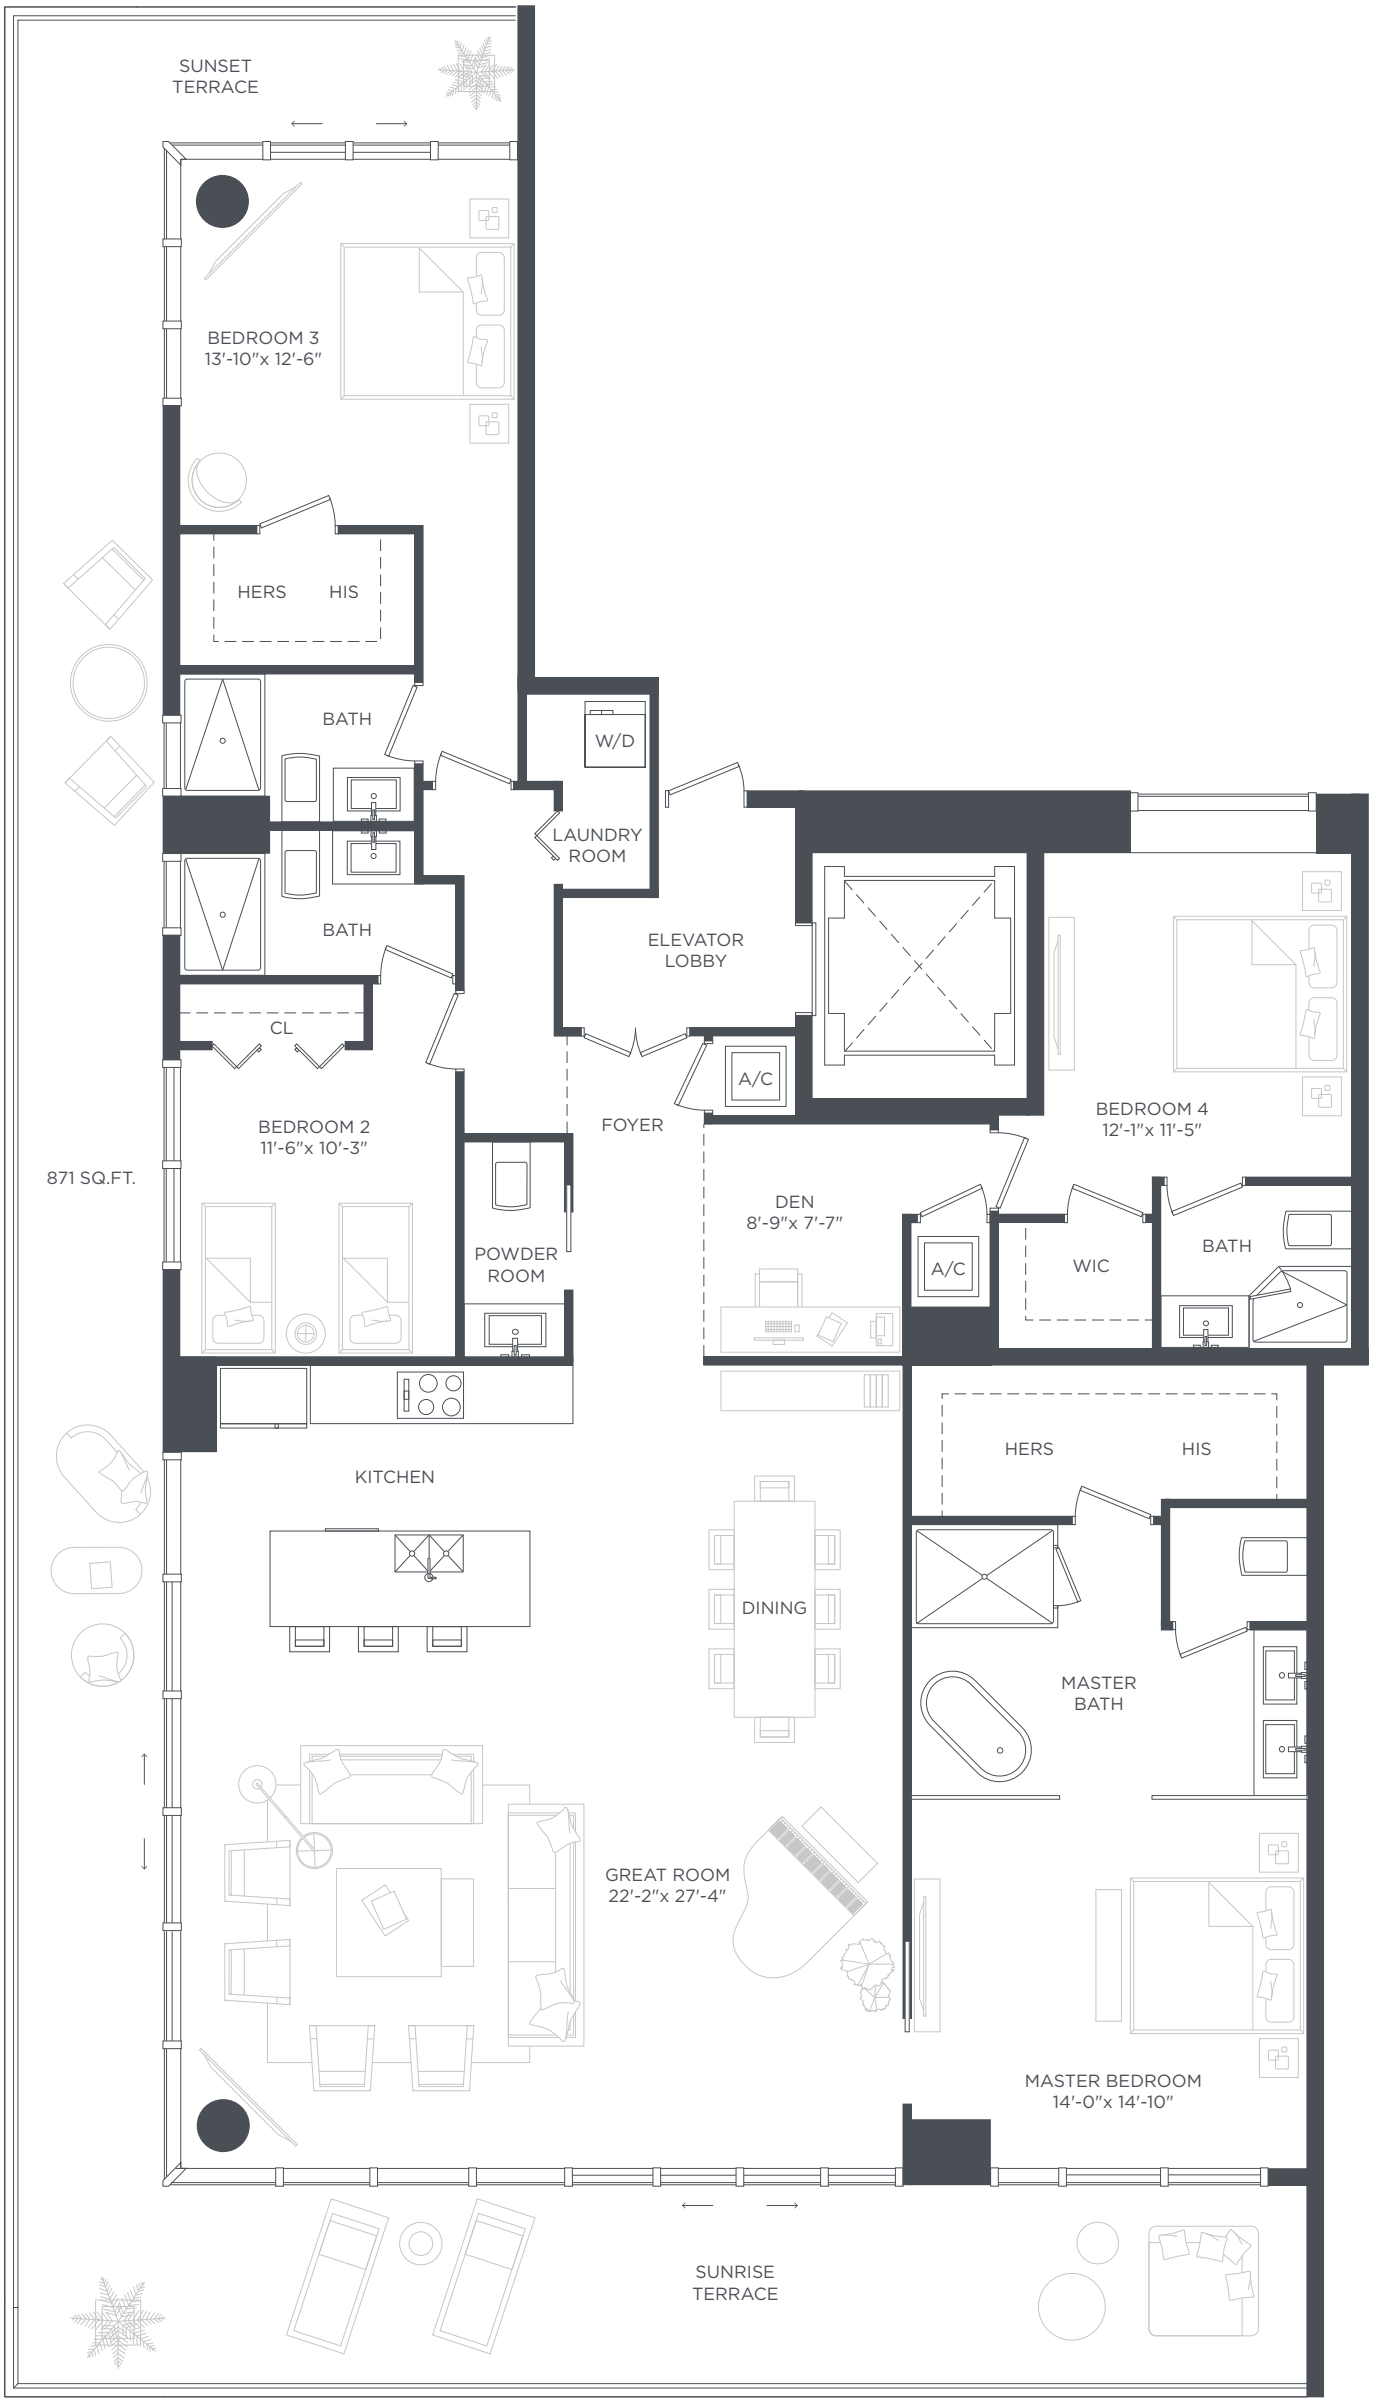 SUNSET
TERRACE
BEDROOM 3
13'-10"x 12'-6"
HERS
HIS
BATH
W/D
LAUNDRY
ROOM
BATH
ELEVATOR
LOBBY
CL
A/C
BEDROOM 4
12'-1"x 11'-5"
FOYER
BEDROOM 2
11'-6"x 10'-3"
871 SQ.FT.
DEN
8'-9"x 7'-7"
POWDER
ROOM
A/C
WIC
BATH
KITCHEN
HERS
HIS
DINING
MASTER
BATH
GREAT ROOM
22'-2"x 27'-4"
MASTER BEDROOM
14'-0"x 14'-10"
SUNRISE
TERRACE